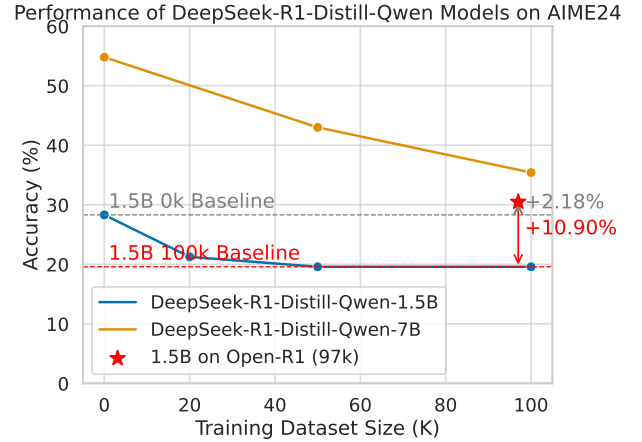 Performance of DeepSeek-R1-Distill-Qwen Models on AIME24
60
50
40
30
20
10
0
Accuracy (%)
1.5B 0k Baseline
+2.18%
+10.90%
1.5B 100k Baseline
DeepSeek-R1-Distill-Qwen-1.5B
DeepSeek-R1-Distill-Qwen-7B
1.5B on Open-R1 (97k)
0 20 40 60 80 100
Training Dataset Size (K)